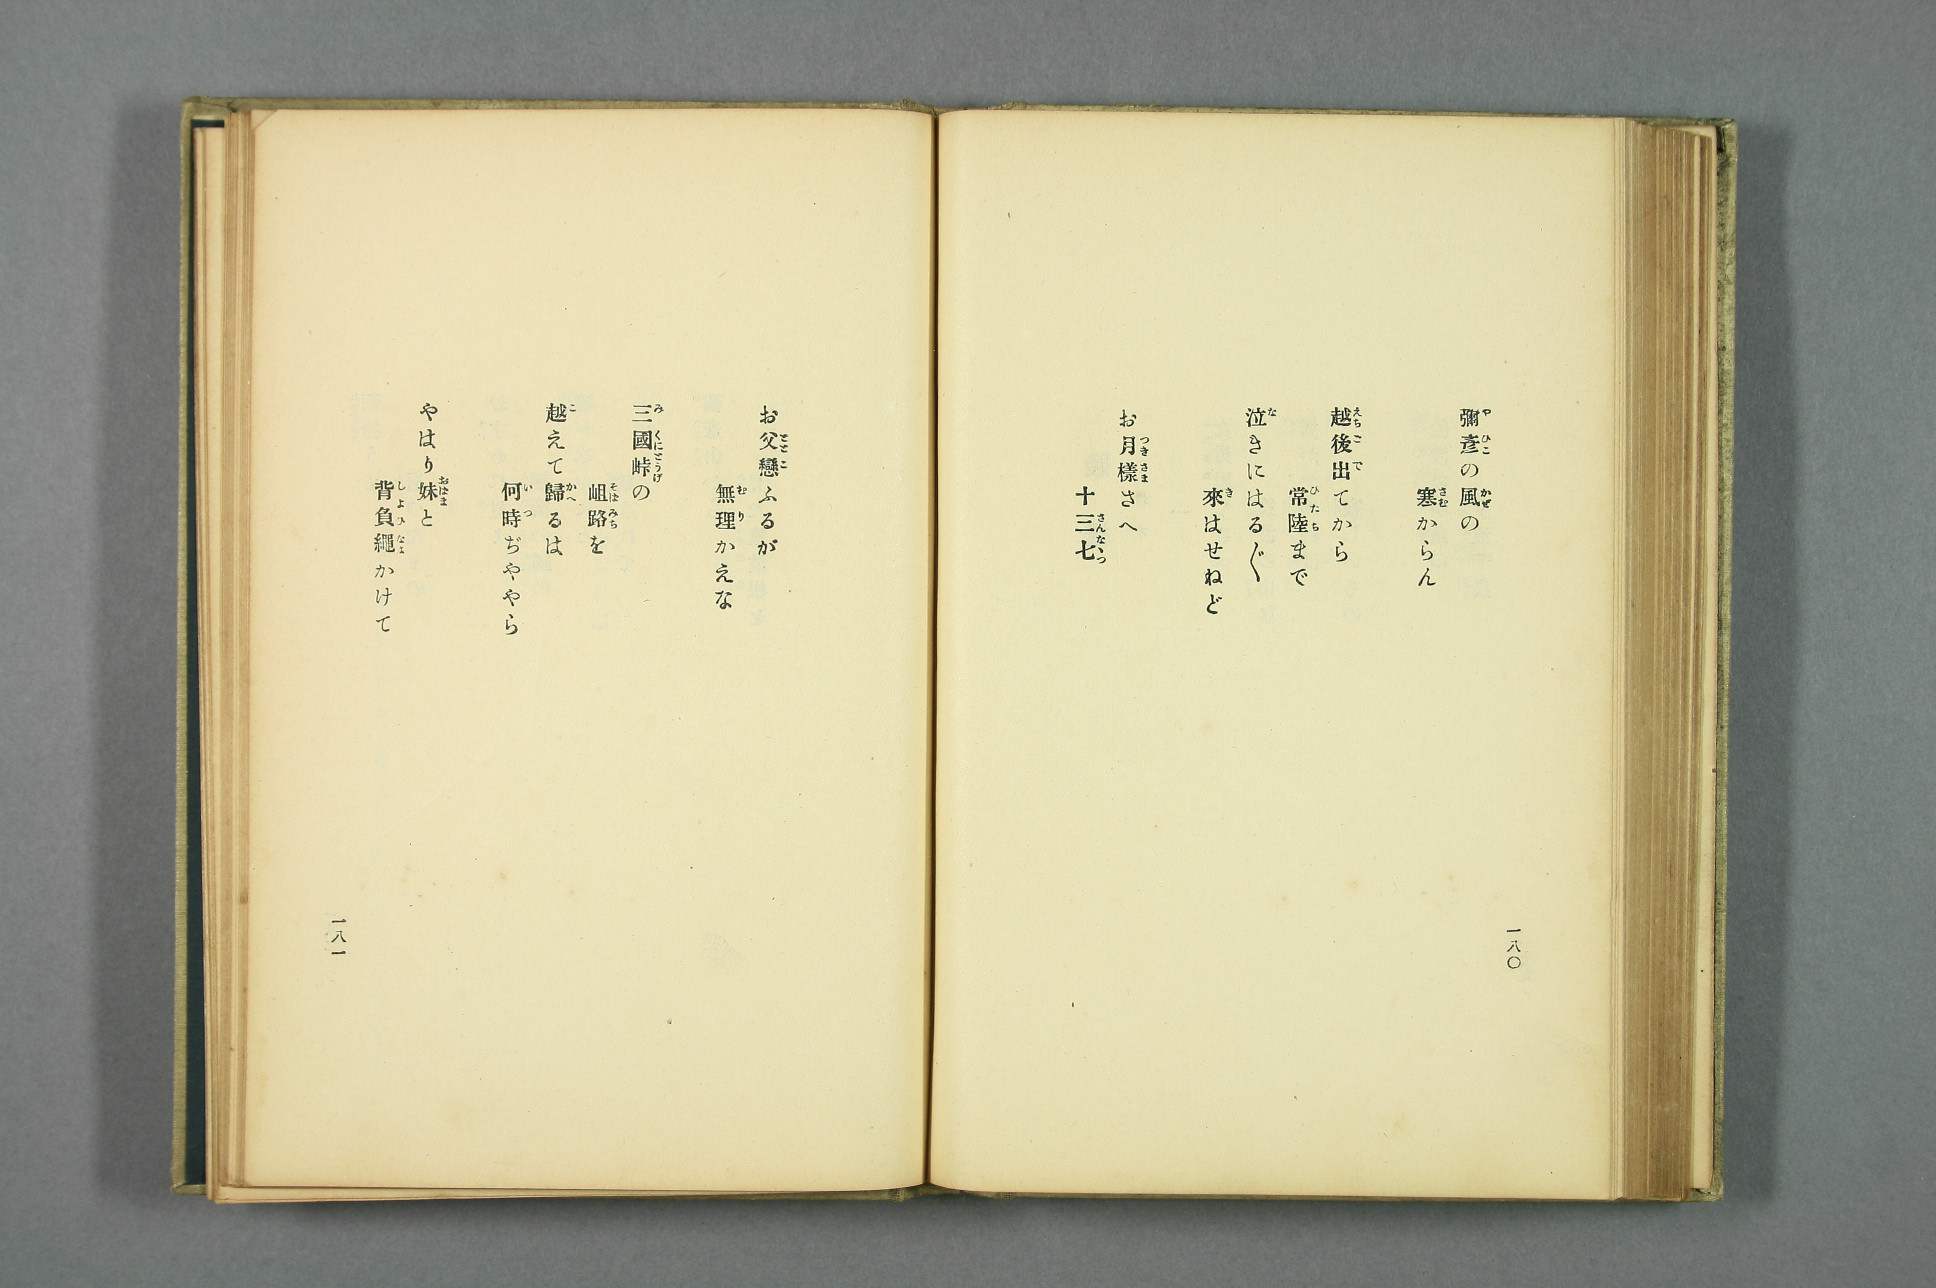 彌彦の風の
寒からん
越後出てから
常陸まで
泣きにはる〴〵
來はせねど
お月樣さへ
十三七
一八〇
お父戀ふるが
無理かえな
三國峠の
岨路を
越えて歸るは
何時ぢややら
やはり妹と
背負繩かけて
一八一